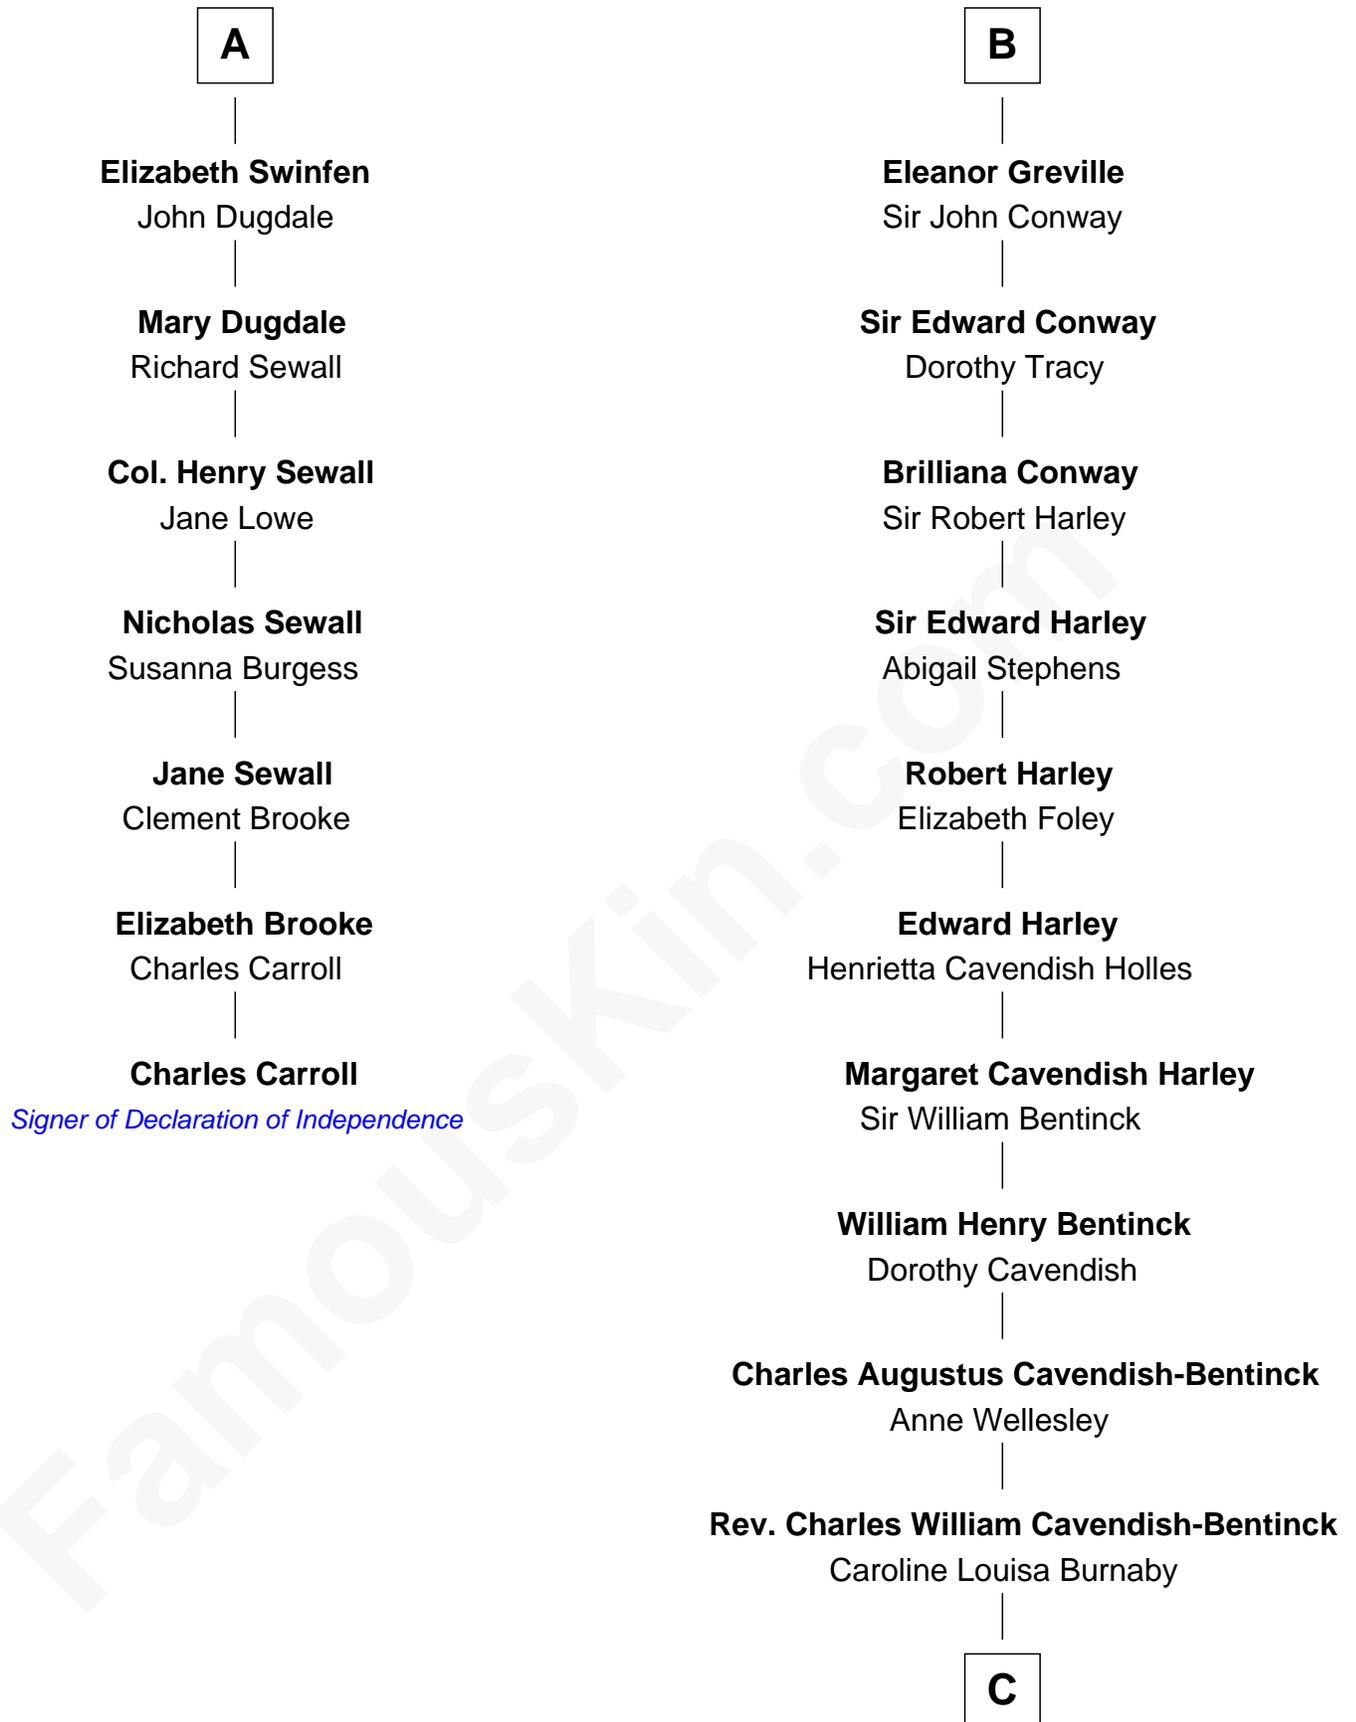 A
Elizabeth Swinfen
John Dugdale
Mary Dugdale
Richard Sewall
Col. Henry Sewall
Jane Lowe
Nicholas Sewall
Susanna Burgess
Jane Sewall
Clement Brooke
Elizabeth Brooke
Charles Carroll
Charles Carroll
Signer of Declaration of Independence
B
Eleanor Greville
Sir John Conway
Sir Edward Conway
Dorothy Tracy
Brilliana Conway
Sir Robert Harley
Sir Edward Harley
Abigail Stephens
Robert Harley
Elizabeth Foley
Edward Harley
Henrietta Cavendish Holles
Margaret Cavendish Harley
Sir William Bentinck
William Henry Bentinck
Dorothy Cavendish
Charles Augustus Cavendish-Bentinck
Anne Wellesley
Rev. Charles William Cavendish-Bentinck
Caroline Louisa Burnaby
C
FamousKin.com